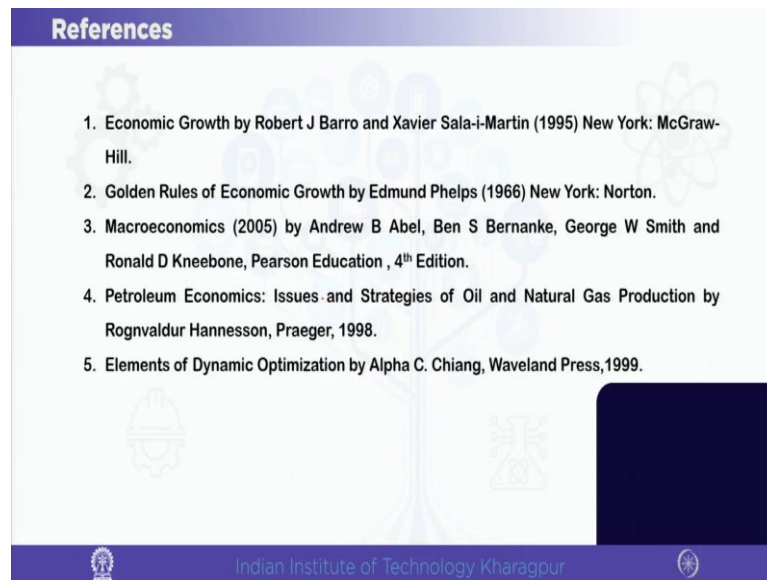 References
1. Economic Growth by Robert J Barro and Xavier Sala-i-Martin (1995) New York: McGraw-
Hill.
2. Golden Rules of Economic Growth by Edmund Phelps (1966) New York: Norton.
3. Macroeconomics (2005) by Andrew B Abel, Ben S Bernanke, George W Smith and
Ronald D Kneebone, Pearson Education , 4th Edition.
4. Petroleum Economics: Issues and Strategies of Oil and Natural Gas Production by
Rognvaldur Hannesson, Praeger, 1998.
5. Elements of Dynamic Optimization by Alpha C. Chiang, Waveland Press,1999.
Indian Institute of Technology Kharagpur